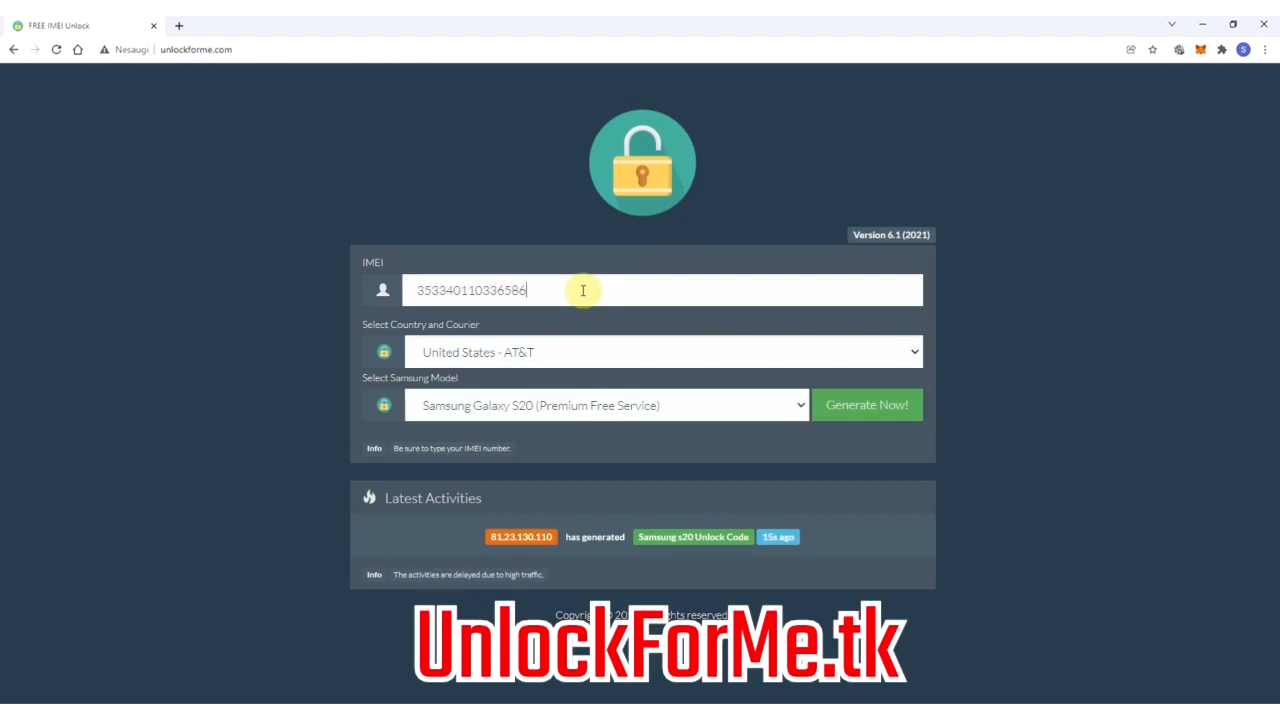 FREE IMEI Unlock
Nesaugi | unlockforme.com
S
Version 6.1 (2021)
IMEI
353340110336586
Select Country and Courier
United States - AT&T
Select Samsung Model
Samsung Galaxy S20 (Premium Free Service)
Generate Now!
Info Be sure to type your IMEI number.
Latest Activities
81.23.130.110 has generated Samsung s20 Unlock Code 15s ago
Info The activities are delayed due to high traffic.
reserved
UnlockForMe.tk